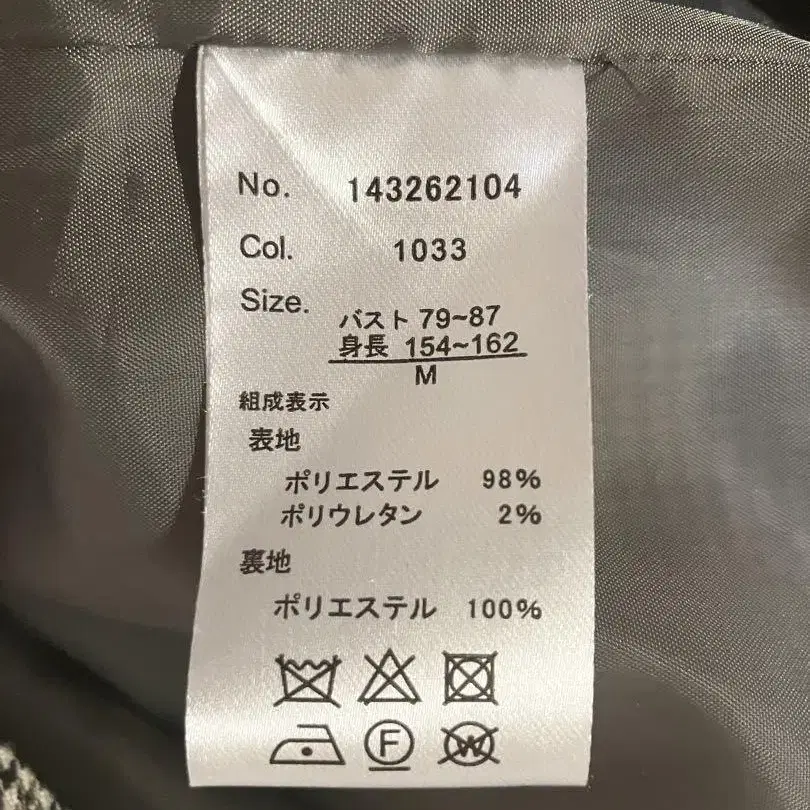 No. 143262104
Col. 1033
Size.
バスト 79~87
身長 154~162
M
組成表示
表地
ポリエステル 98%
ポリウレタン 2%
裏地
ポリエステル 100%
F W